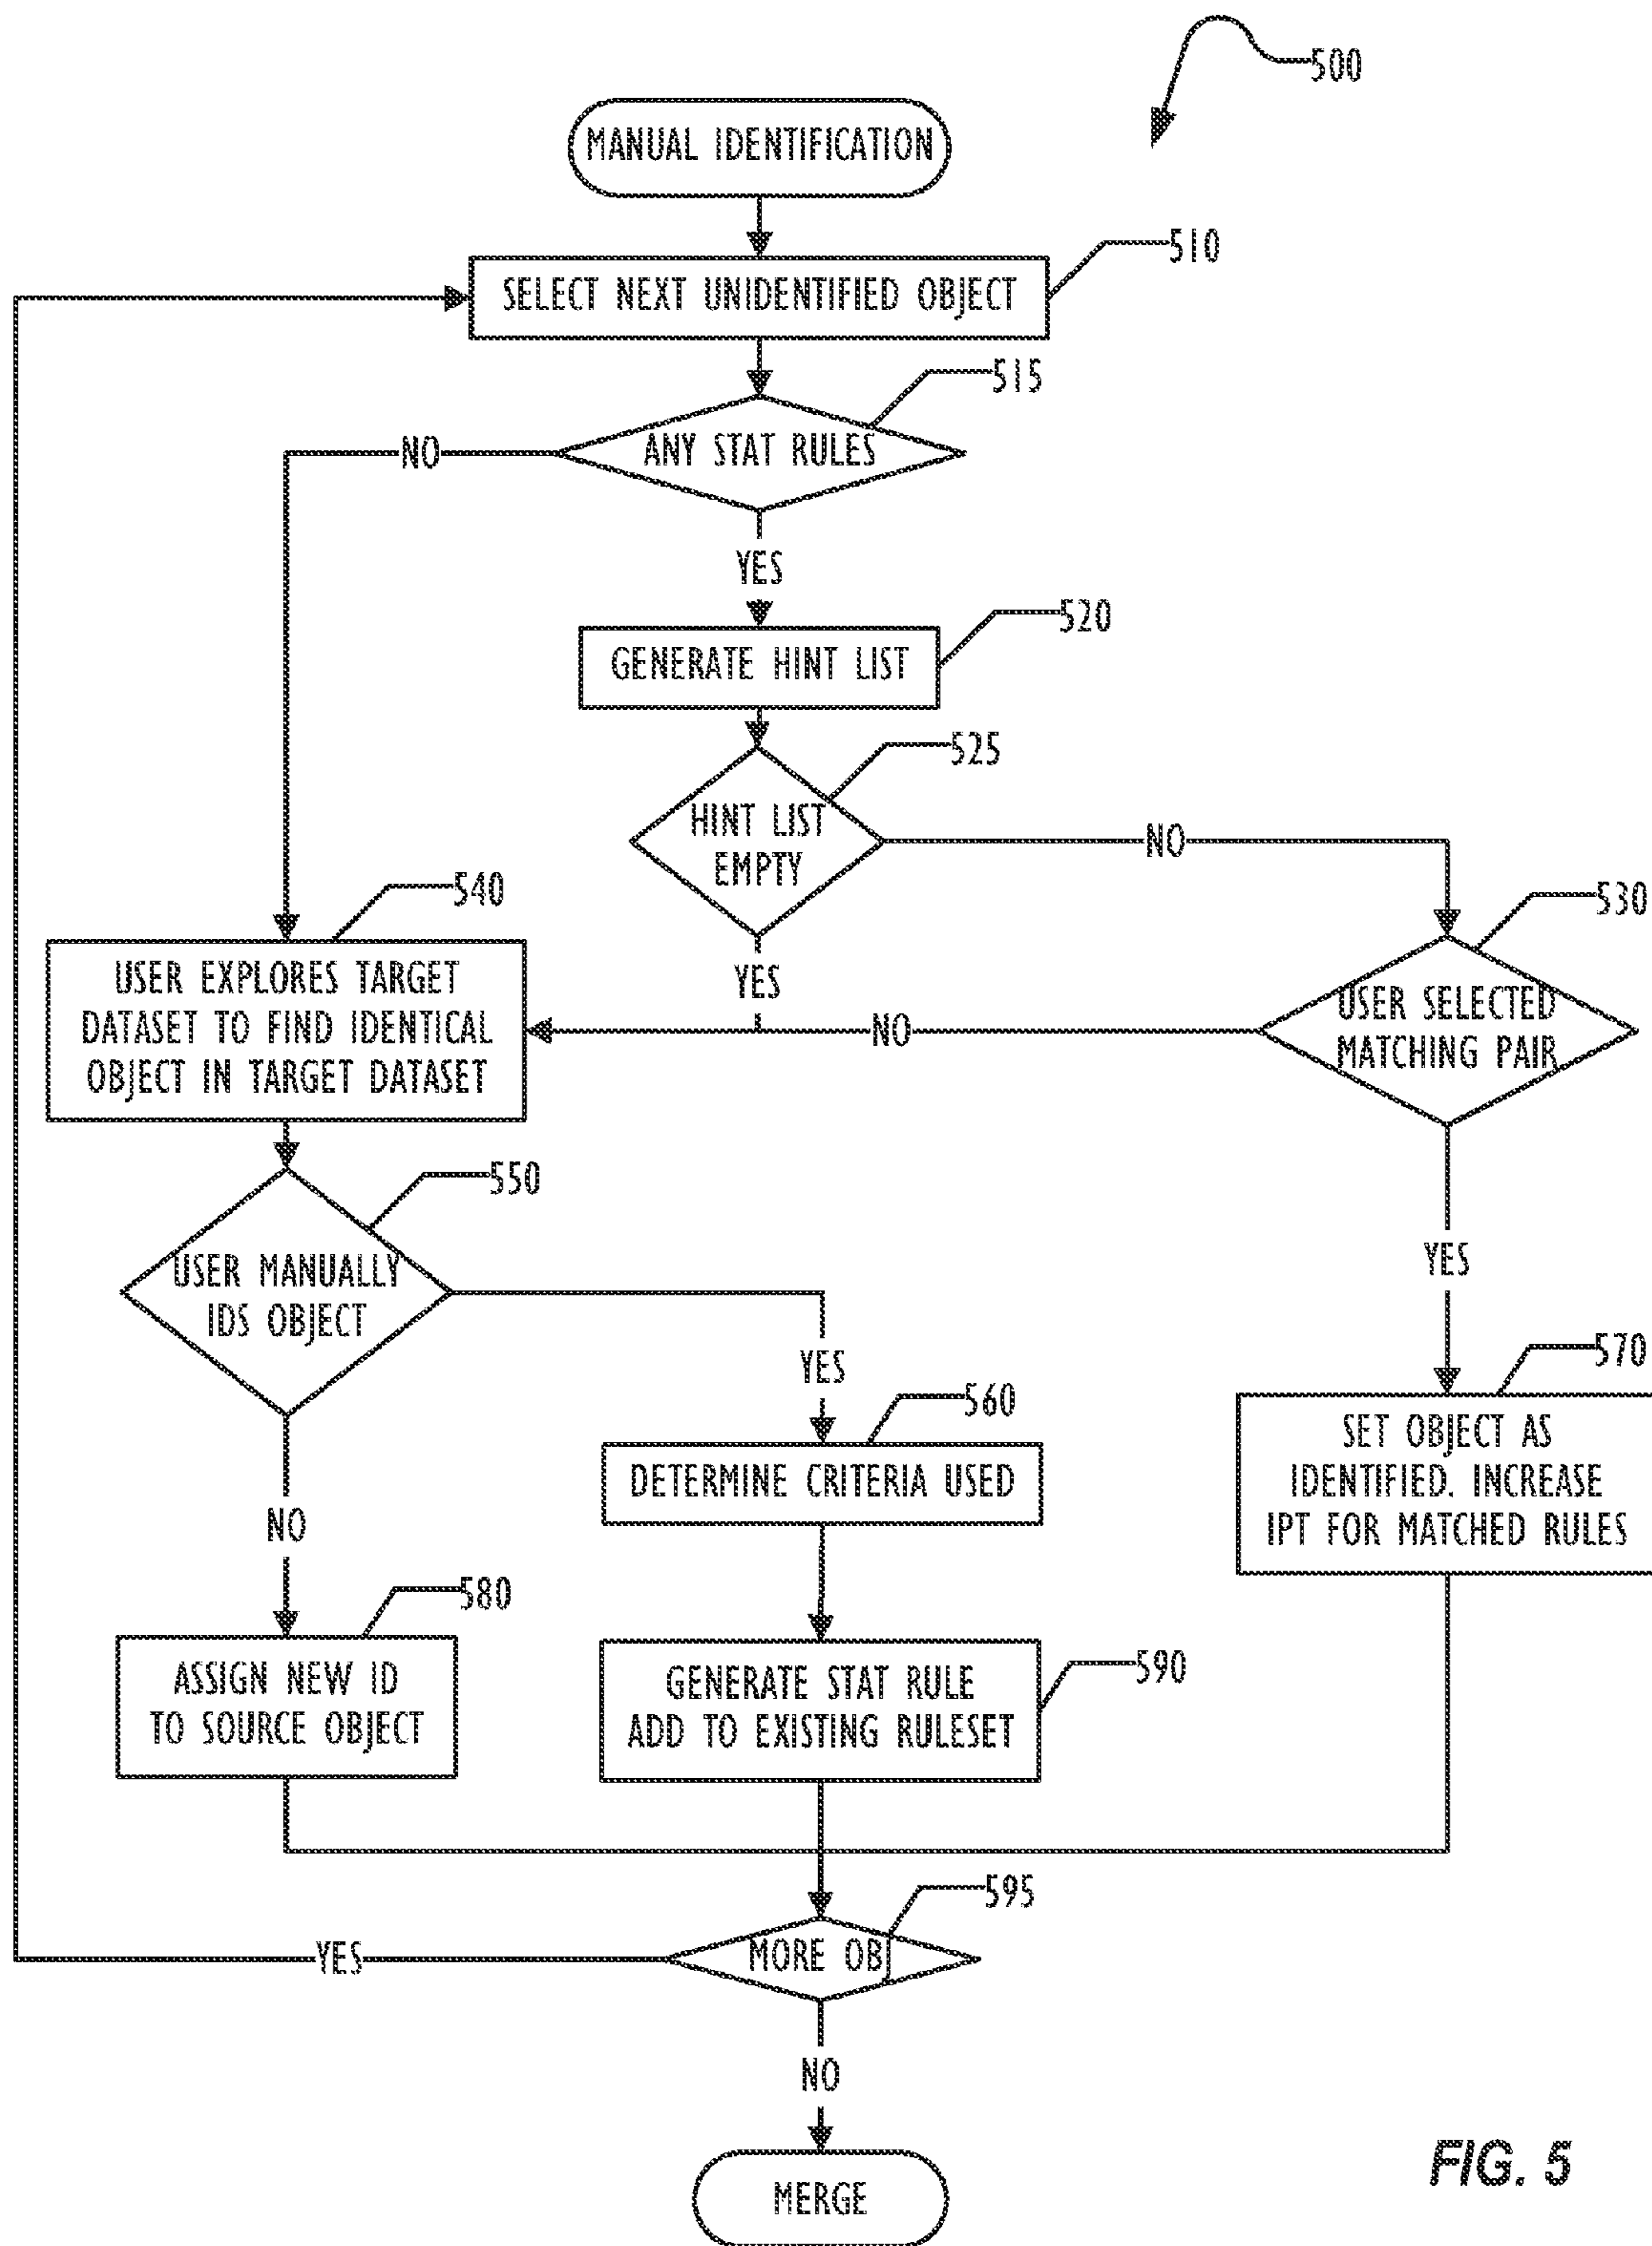 500
MANUAL IDENTIFICATION
510
SELECT NEXT UNIDENTIFIED OBJECT
515
ANY STAT RULES
NO
YES
520
GENERATE HINT LIST
525
HINT LIST
EMPTY
NO
530
540
USER EXPLORES TARGET
DATASET TO FIND IDENTICAL
OBJECT IN TARGET DATASET
YES
NO
USER SELECTED
MATCHING PAIR
550
USER MANUALLY
IDS OBJECT
YES
YES
560
DETERMINE CRITERIA USED
570
SET OBJECT AS
IDENTIFIED. INCREASE
IPT FOR MATCHED RULES
NO
580
ASSIGN NEW ID
TO SOURCE OBJECT
590
GENERATE STAT RULE
ADD TO EXISTING RULESET
595
MORE OBJ
YES
NO
MERGE
FIG. 5